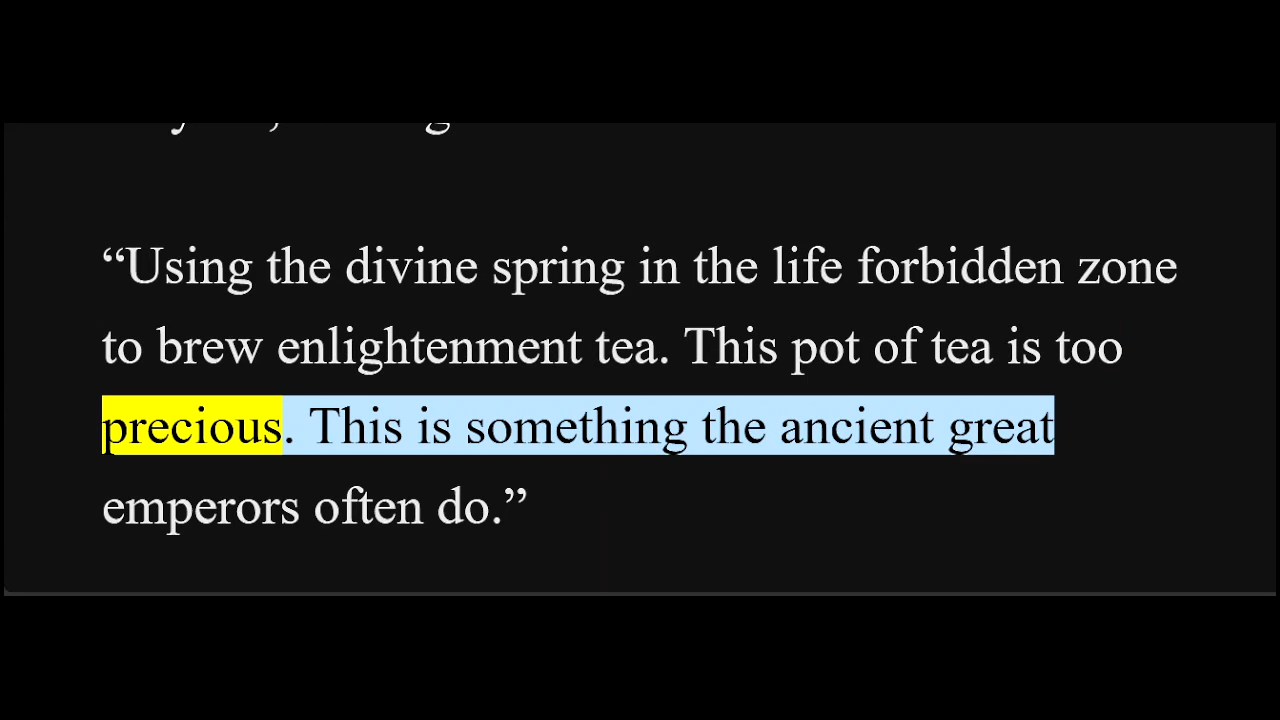 “Using the divine spring in the life forbidden zone
to brew enlightenment tea. This pot of tea is too
precious. This is something the ancient great
emperors often do.”